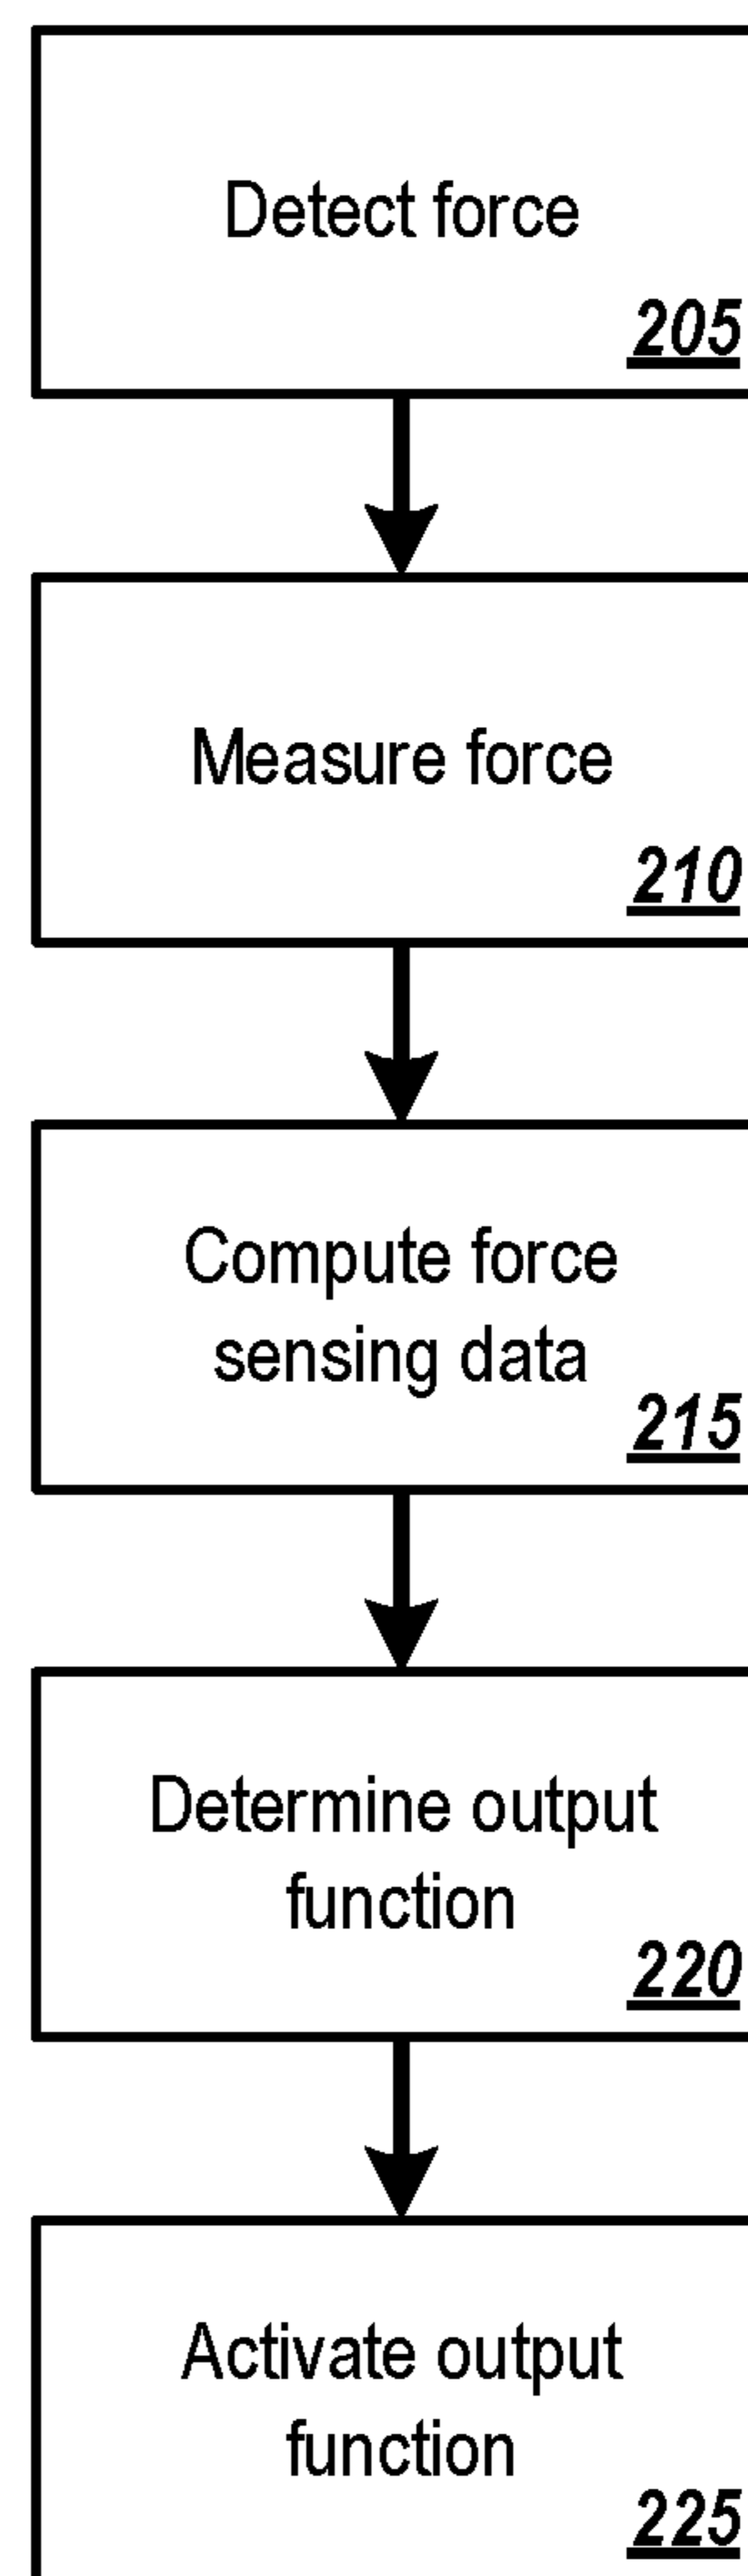 Detect force
205
Measure force
210
Compute force
sensing data
215
Determine output
function
220
Activate output
function
225